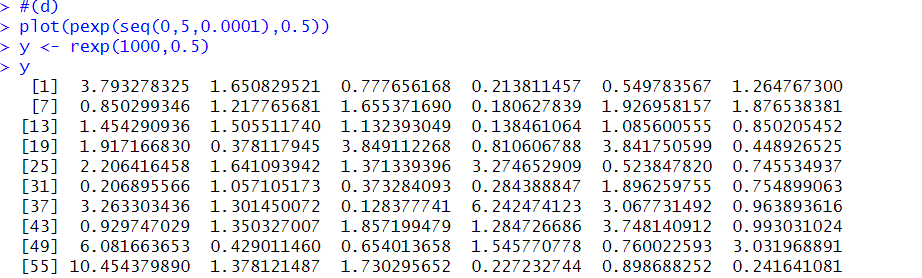 > #(d)
> plot(pexp(seq(0,5,0.0001),0.5))
> y <- rexp(1000,0.5)
> y
[1] 3.793278325 1.650829521 0.777656168 0.213811457 0.549783567 1.264767300
[7] 0.850299346 1.217765681 1.655371690 0.180627839 1.926958157 1.876538381
[13] 1.454290936 1.505511740 1.132393049 0.138461064 1.085600555 0.850205452
[19] 1.917166830 0.378117945 3.849112268 0.810606788 3.841750599 0.448926525
[25] 2.206416458 1.641093942 1.371339396 3.274652909 0.523847820 0.745534937
[31] 0.206895566 1.057105173 0.373284093 0.284388847 1.896259755 0.754899063
[37] 3.263303436 1.301450072 0.128377741 6.242474123 3.067731492 0.963893616
[43] 0.929747029 1.350327007 1.857199479 1.284726686 3.748140912 0.993031024
[49] 6.081663653 0.429011460 0.654013658 1.545770778 0.760022593 3.031968891
[55] 10.454379890 1.378121487 1.730295652 0.227232744 0.898688252 0.241641081